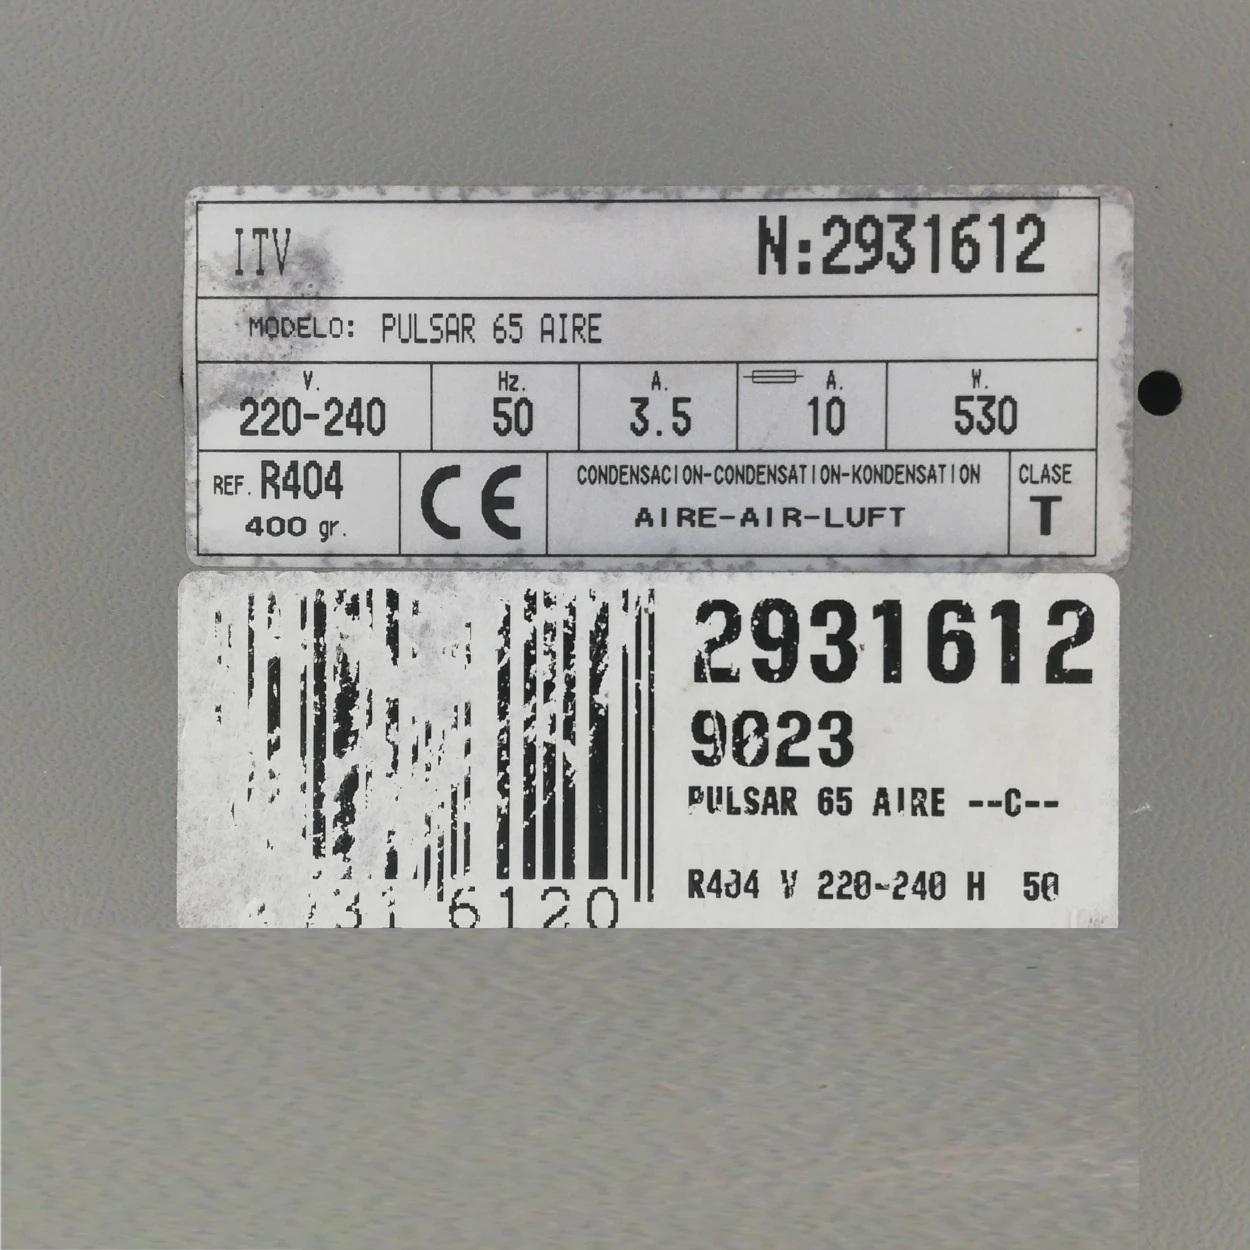 ITV N:2931612
MODELO: PULSAR 65 AIRE
V. Hz. A. A. W.
220-240 50 3.5 10 530
REF. R404
400 gr.
CE
CONDENSACION-CONDENSATION-KONDENSATION
AIRE-AIR-LUFT
CLASE
T
2931612
9023
PULSAR 65 AIRE --C--
R404 V 220-240 H 50